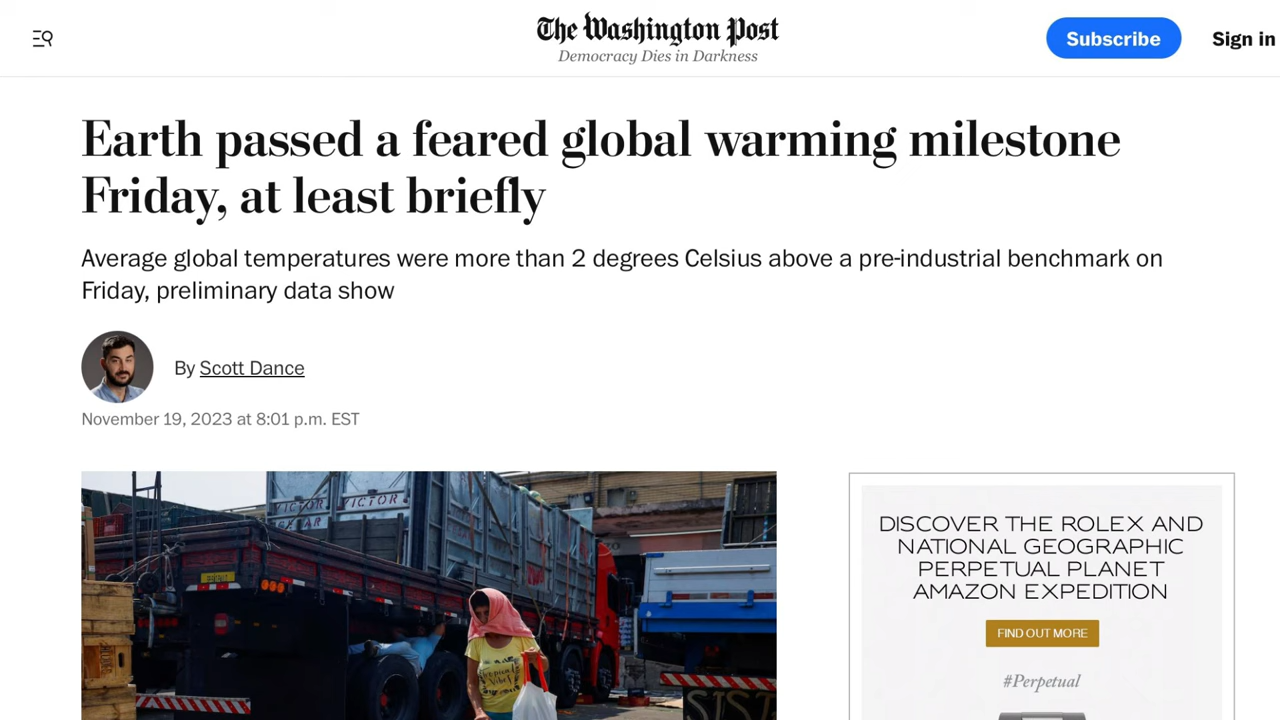 The Washington Post
Democracy Dies in Darkness
Subscribe
Sign in
Earth passed a feared global warming milestone
Friday, at least briefly
Average global temperatures were more than 2 degrees Celsius above a pre-industrial benchmark on
Friday, preliminary data show
By Scott Dance
November 19, 2023 at 8:01 p.m. EST
VICTOR VICTOR
DISCOVER THE ROLEX AND
NATIONAL GEOGRAPHIC
PERPETUAL PLANET
AMAZON EXPEDITION
FIND OUT MORE
#Perpetual
SIST